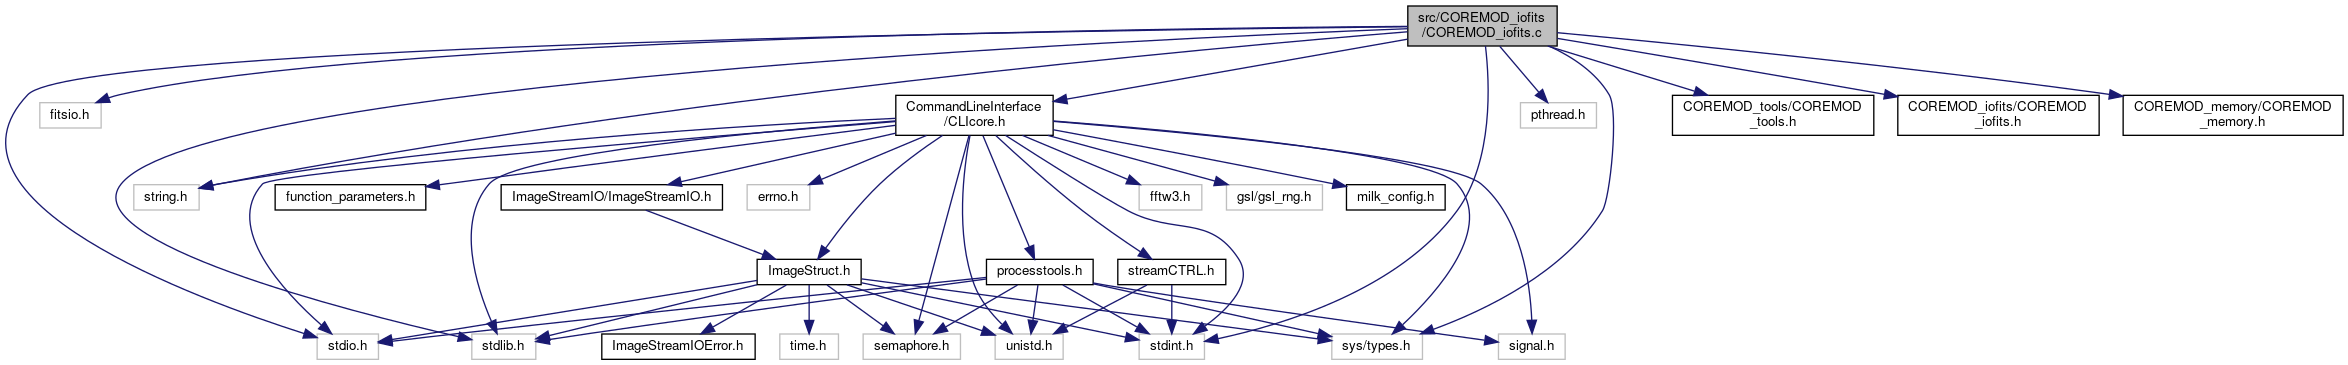 src/COREMOD_iofits
/COREMOD_iofits.c
fitsio.h
CommandLineInterface
/CLIcore.h
pthread.h
COREMOD_tools/COREMOD
_tools.h
COREMOD_iofits/COREMOD
_iofits.h
COREMOD_memory/COREMOD
_memory.h
string.h
function_parameters.h
ImageStreamIO/ImageStreamIO.h
errno.h
fftw3.h
gsl/gsl_rng.h
milk_config.h
ImageStruct.h
processtools.h
streamCTRL.h
stdio.h
stdlib.h
ImageStreamIOError.h
time.h
semaphore.h
unistd.h
stdint.h
sys/types.h
signal.h